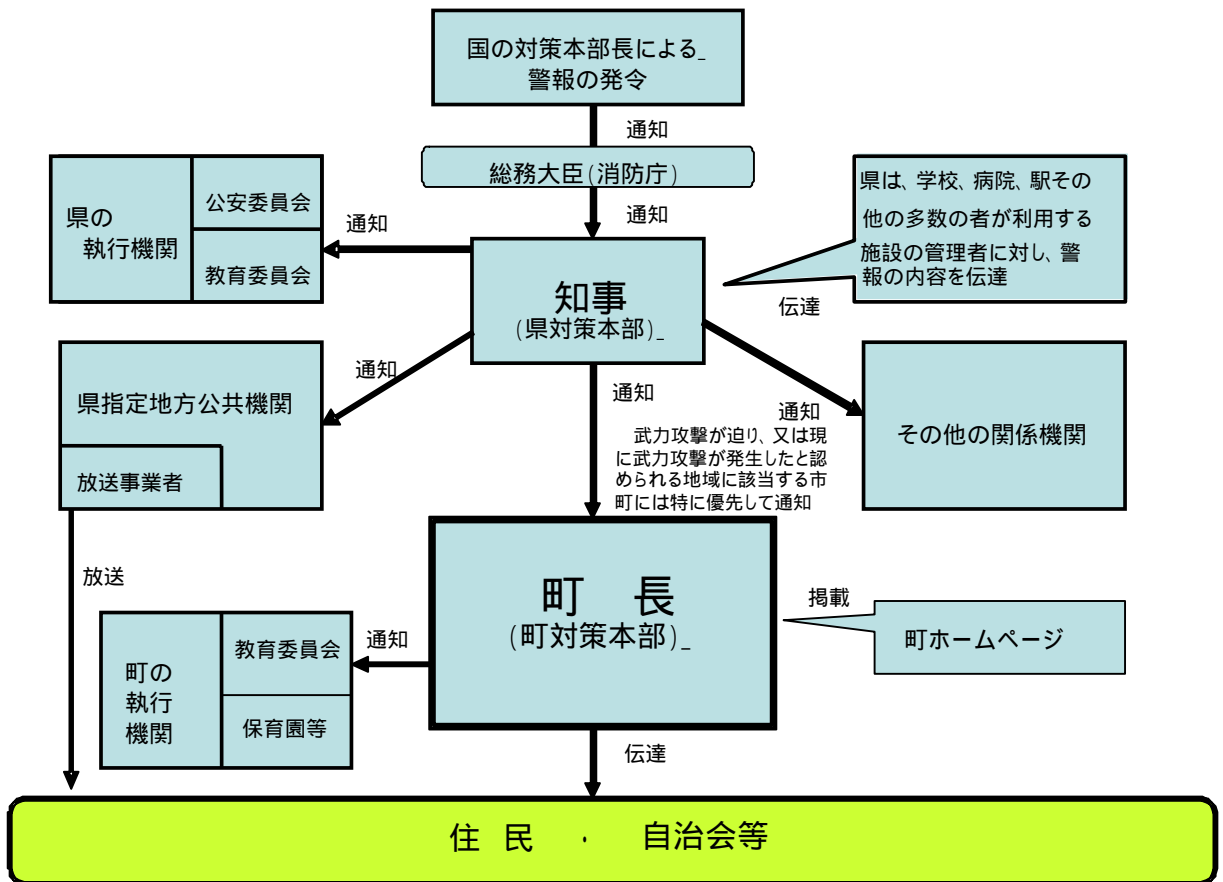 国の対策本部長による_
警報の発令
通知
総務大臣(消防庁)
通知
県の
執行機関
公安委員会
教育委員会
通知
知事
(県対策本部)_
県は、学校、病院、駅その
他の多数の者が利用する
施設の管理者に対し、警
報の内容を伝達
伝達
県指定地方公共機関
放送事業者
通知
通知
通知
その他の関係機関
武力攻撃が迫り、又は現
に武力攻撃が発生したと認
められる地域に該当する市
町には特に優先して通知
放送
町の
執行
機関
教育委員会
保育園等
通知
町 長
(町対策本部)_
掲載
町ホームページ
伝達
住 民 ・ 自治会等